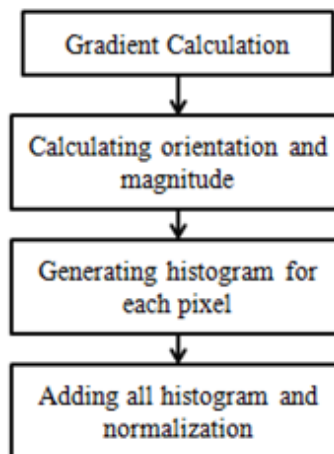 Gradient Calculation
Calculating orientation and
magnitude
Generating histogram for
each pixel
Adding all histogram and
normalization